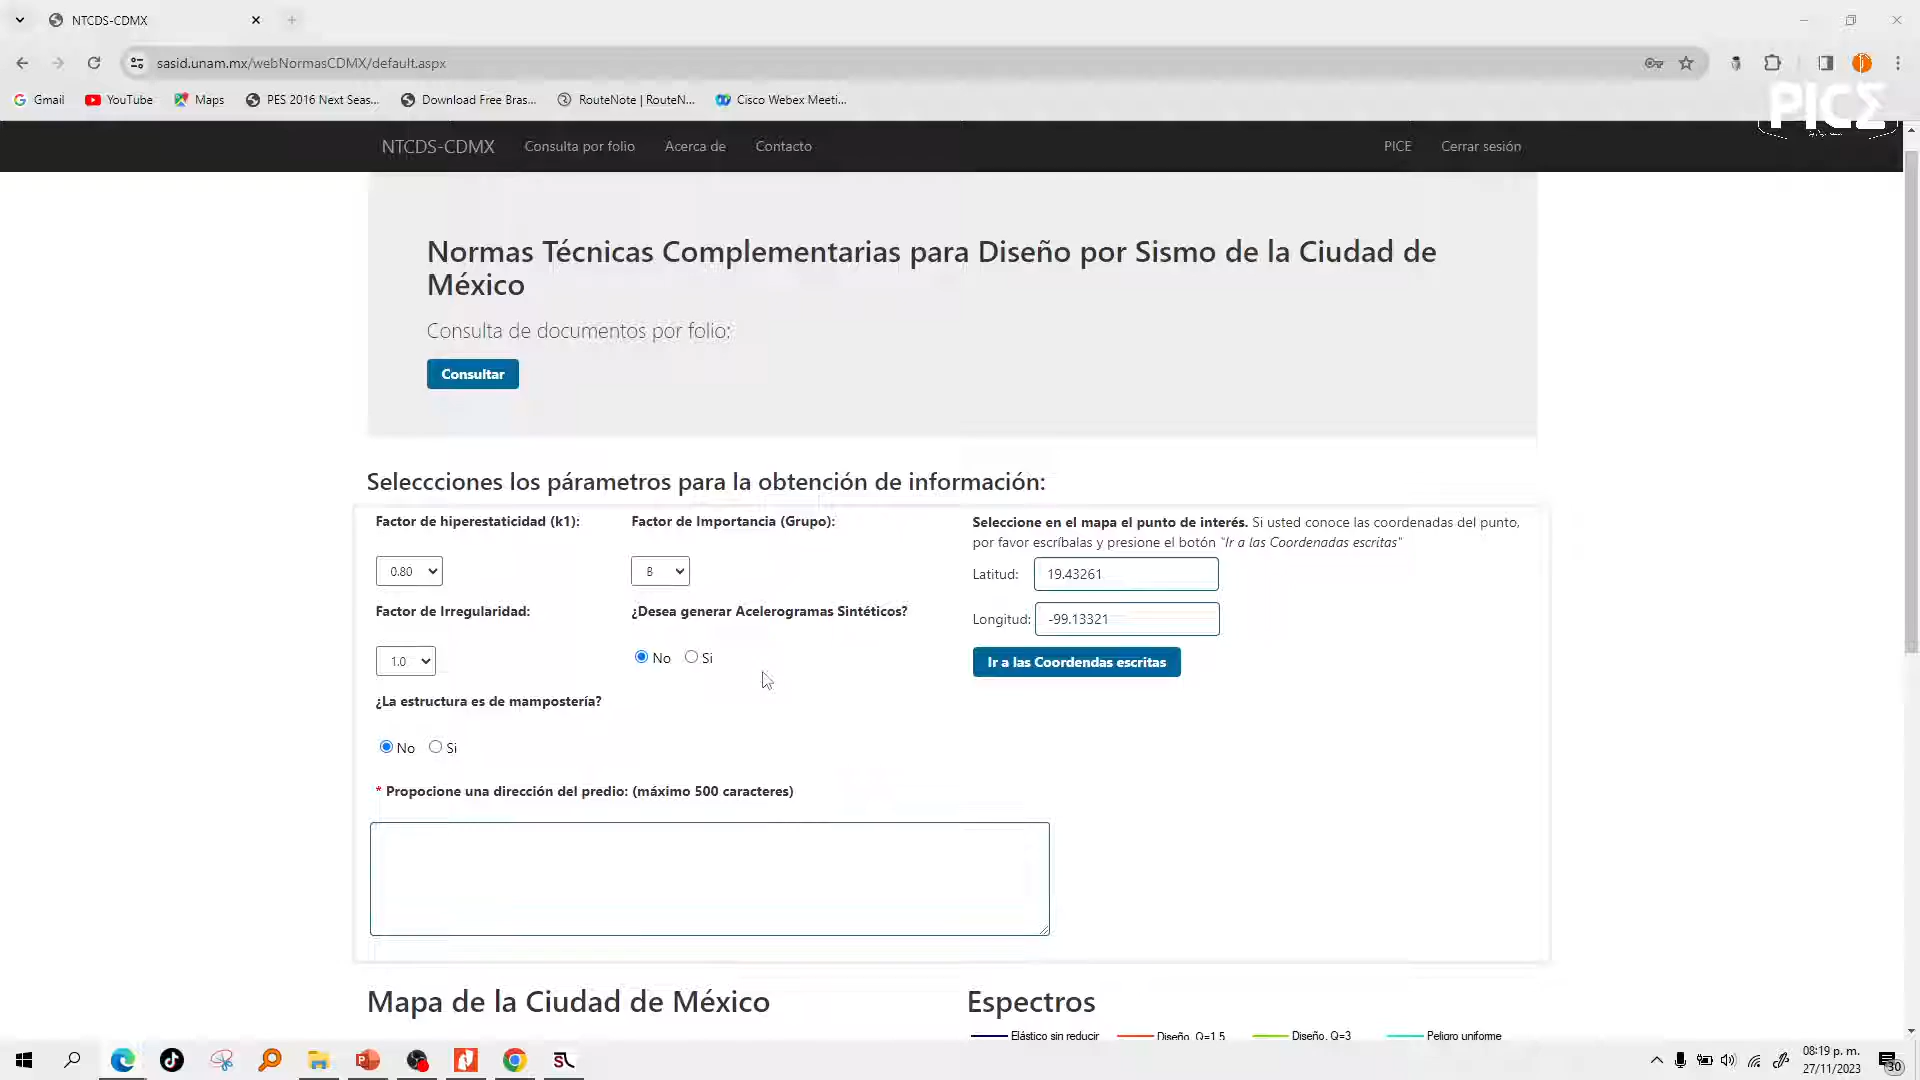 NTCDS-CDMX
sasid.unam.mx/webNormasCDMX/default.aspx
Gmail YouTube Maps PES 2016 Next Seas... Download Free Bras... RouteNote | RouteN... Cisco Webex Meeti...
PICE
NTCDS-CDMX Consulta por folio Acerca de Contacto PICE Cerrar sesión
Normas Técnicas Complementarias para Diseño por Sismo de la Ciudad de
México
Consulta de documentos por folio:
Consultar
Seleccciones los párametros para la obtención de información:
Factor de hiperestaticidad (k1): Factor de Importancia (Grupo):
0.80 B
Factor de Irregularidad: ¿Desea generar Acelerogramas Sintéticos?
1.0 No Si
¿La estructura es de mampostería?
No Si
* Propocione una dirección del predio: (máximo 500 caracteres)
Seleccione en el mapa el punto de interés. Si usted conoce las coordenadas del punto,
por favor escríbalas y presione el botón "Ir a las Coordenadas escritas"
Latitud: 19.43261
Longitud: -99.13321
Ir a las Coordendas escritas
Mapa de la Ciudad de México
Espectros
Elástico sin reducir Diseño, Q=1.5 Diseño, Q=3 Peligro uniforme
08:19 p. m.
27/11/2023
30